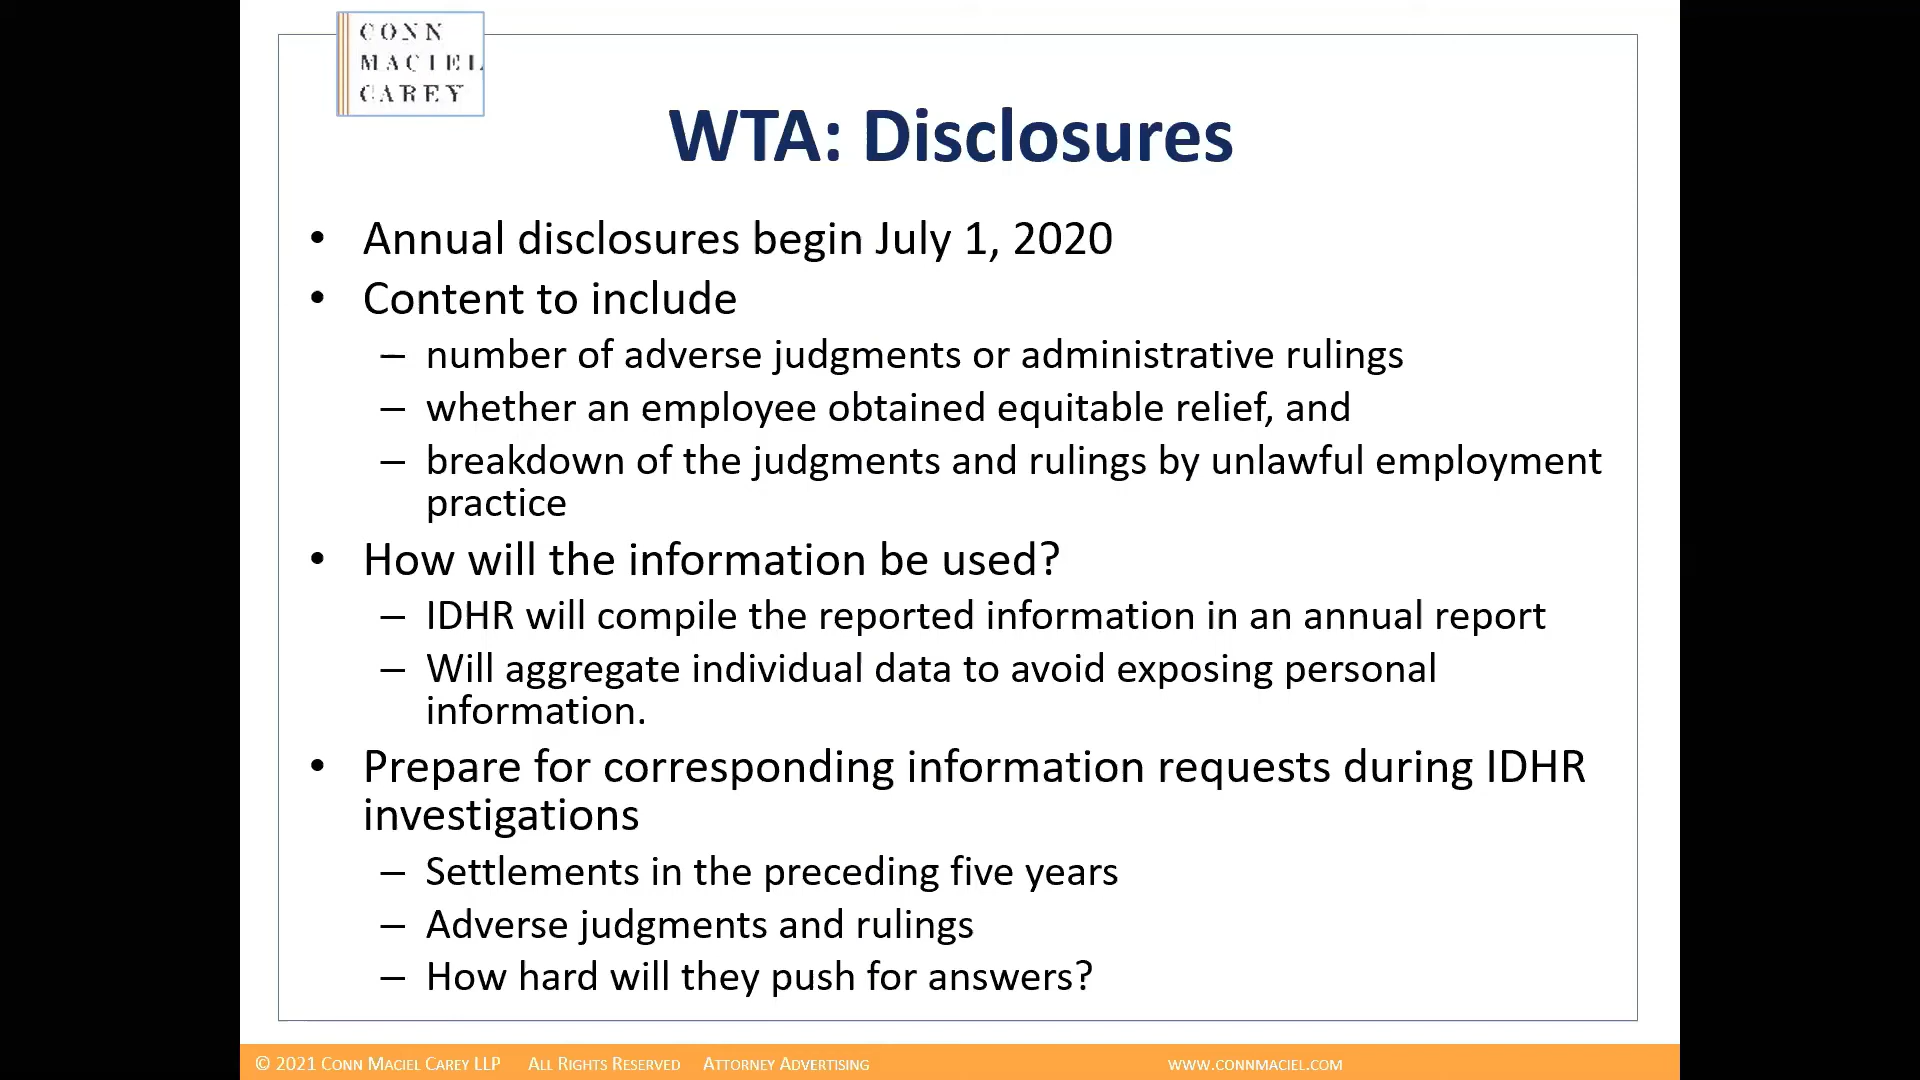 CONN
MACIEL
CAREY
WTA: Disclosures
• Annual disclosures begin July 1, 2020
• Content to include
– number of adverse judgments or administrative rulings
– whether an employee obtained equitable relief, and
– breakdown of the judgments and rulings by unlawful employment
practice
• How will the information be used?
– IDHR will compile the reported information in an annual report
– Will aggregate individual data to avoid exposing personal
information.
• Prepare for corresponding information requests during IDHR
investigations
– Settlements in the preceding five years
– Adverse judgments and rulings
– How hard will they push for answers?
© 2021 CONN MACIEL CAREY LLP ALL RIGHTS RESERVED ATTORNEY ADVERTISING WWW.CONNMACIEL.COM